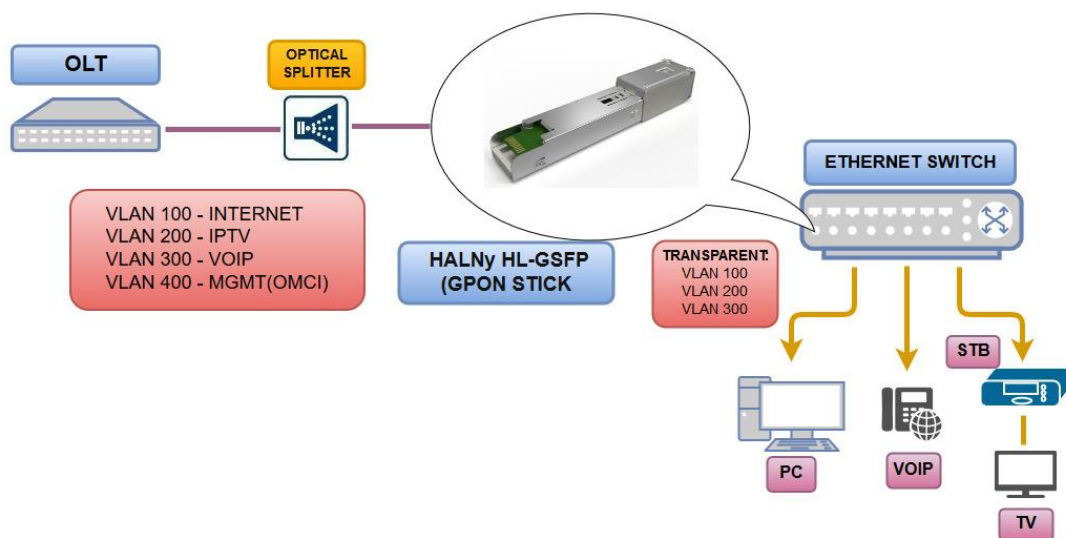 OLT
OPTICAL
SPLITTER
ETHERNET SWITCH
VLAN 100 - INTERNET
VLAN 200 - IPTV
VLAN 300 - VOIP
VLAN 400 - MGMT(OMCI)
HALNy HL-GSFP
(GPON STICK
TRANSPARENT:
VLAN 100
VLAN 200
VLAN 300
STB
PC
VOIP
TV